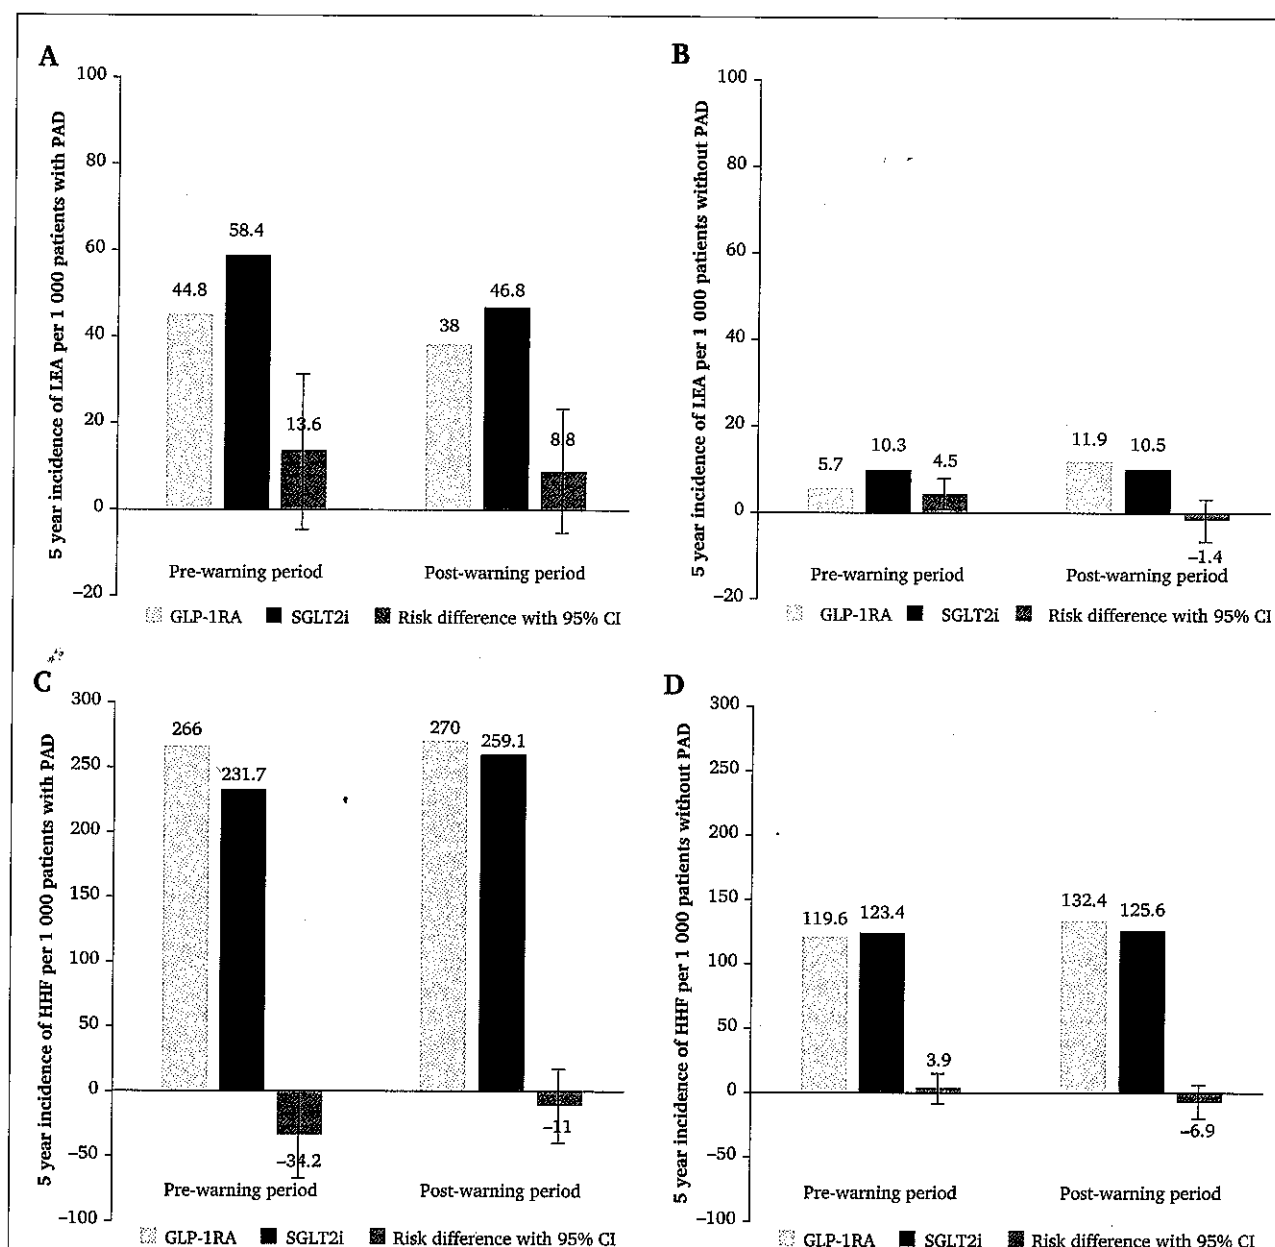 A
5 year incidence of LEA per 1 000 patients with PAD
100
80
60
40
20
0
−20
44.8
58.4
13.6
38
46.8
8.8
Pre-warning period
Post-warning period
GLP-1RA SGLT2i Risk difference with 95% CI
B
5 year incidence of LEA per 1 000 patients without PAD
100
80
60
40
20
0
−20
5.7
10.3
4.5
11.9
10.5
−1.4
Pre-warning period
Post-warning period
GLP-1RA SGLT2i Risk difference with 95% CI
C
5 year incidence of HHF per 1 000 patients with PAD
300
250
200
150
100
50
0
−50
−100
266
231.7
−34.2
270
259.1
−11
Pre-warning period
Post-warning period
GLP-1RA SGLT2i Risk difference with 95% CI
D
5 year incidence of HHF per 1 000 patients without PAD
300
250
200
150
100
50
0
−50
−100
119.6
123.4
3.9
132.4
125.6
−6.9
Pre-warning period
Post-warning period
GLP-1RA SGLT2i Risk difference with 95% CI